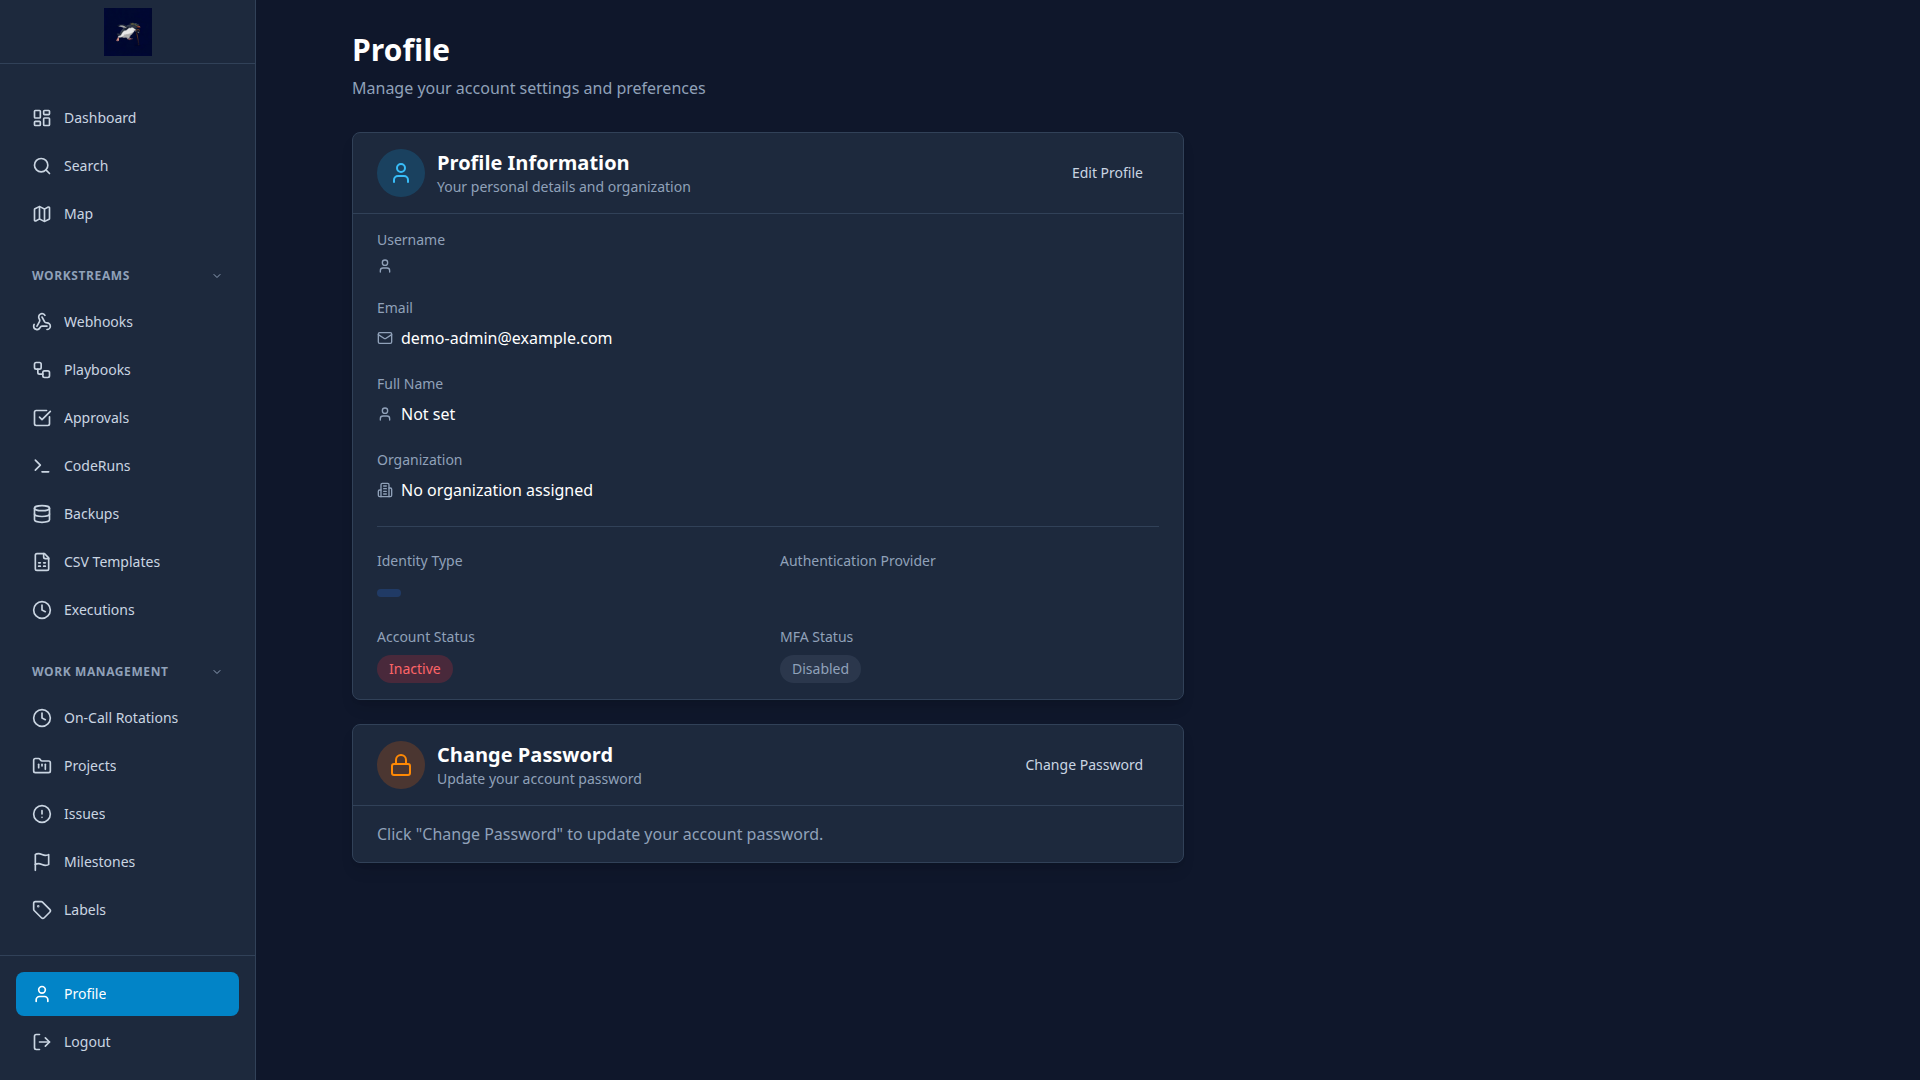 Dashboard
Search
Map
WORKSTREAMS
Webhooks
Playbooks
Approvals
CodeRuns
Backups
CSV Templates
Executions
WORK MANAGEMENT
On-Call Rotations
Projects
Issues
Milestones
Labels
Profile
Logout
Profile
Manage your account settings and preferences
Profile Information
Your personal details and organization
Edit Profile
Username
Email
demo-admin@example.com
Full Name
Not set
Organization
No organization assigned
Identity Type
Authentication Provider
Account Status
MFA Status
Inactive
Disabled
Change Password
Update your account password
Change Password
Click "Change Password" to update your account password.